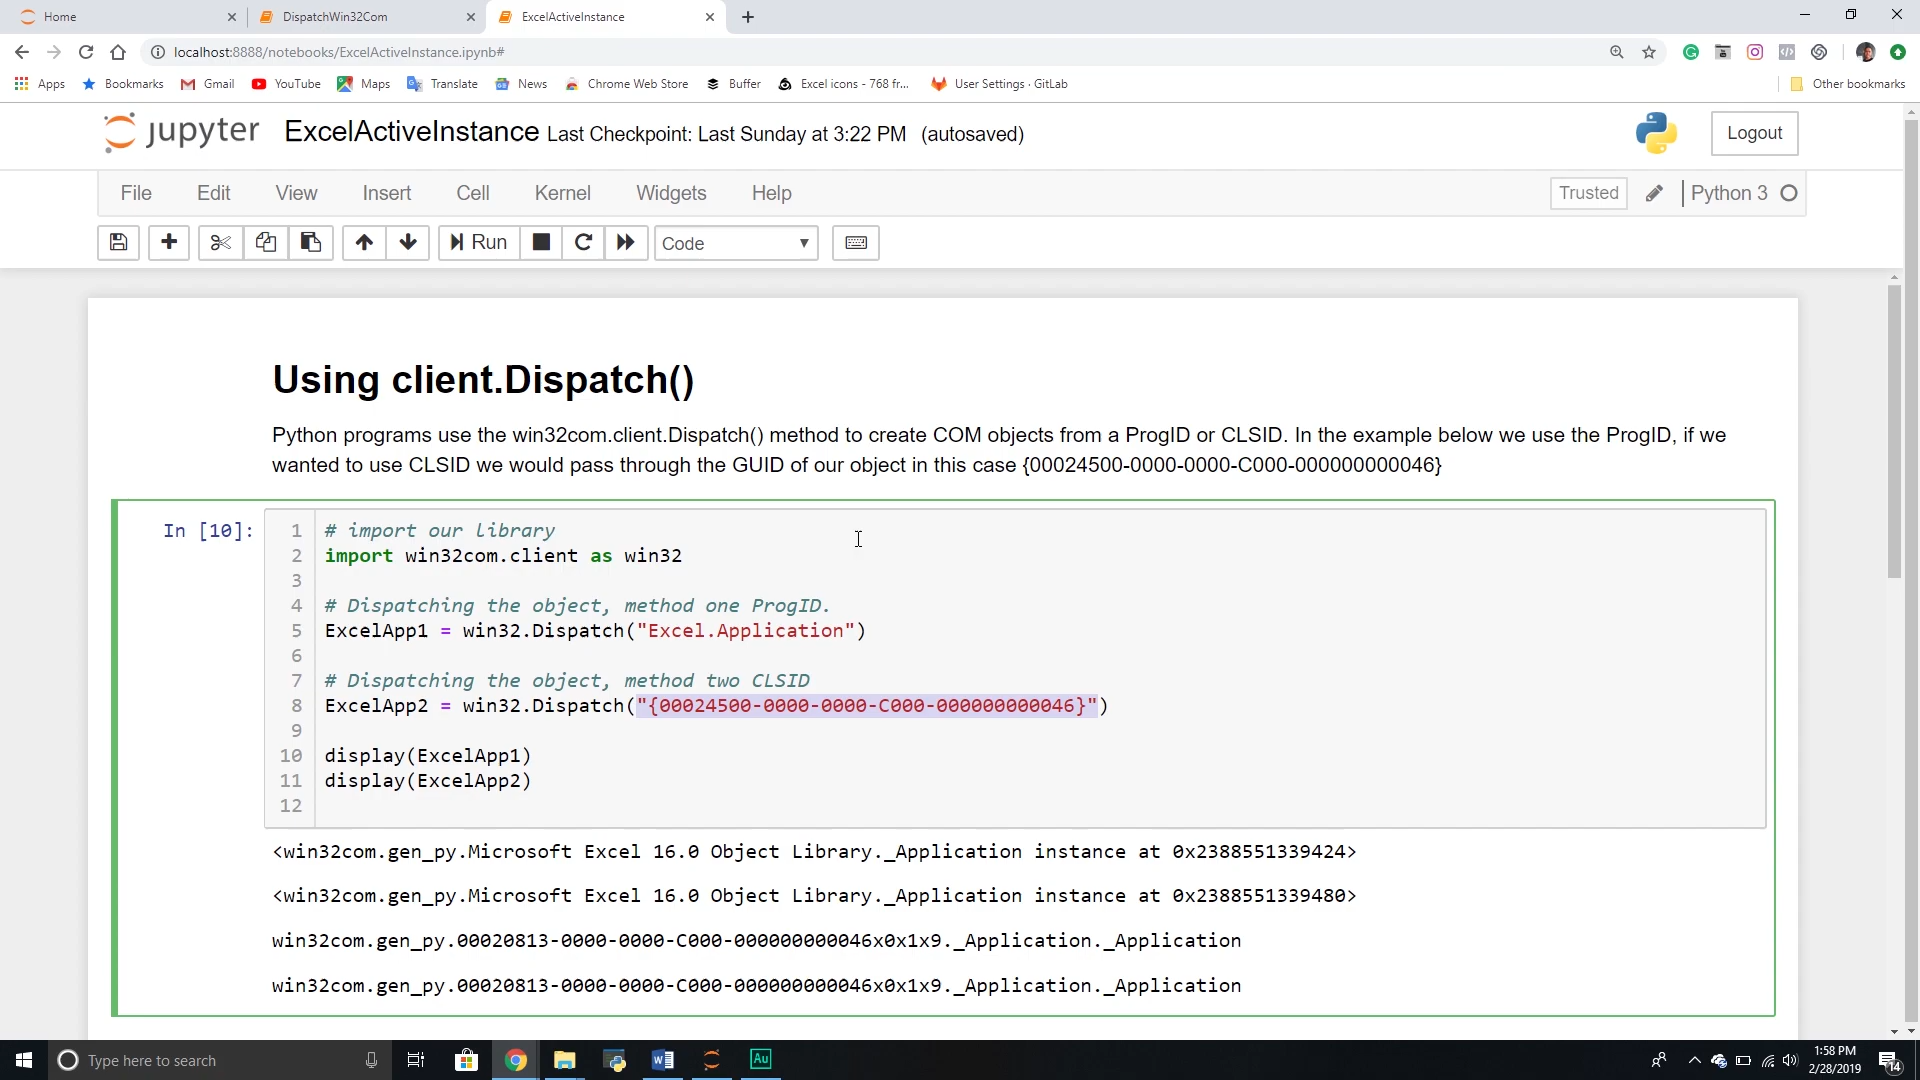 Home
DispatchWin32Com
ExcelActiveInstance
localhost:8888/notebooks/ExcelActiveInstance.ipynb#
Apps Bookmarks Gmail YouTube Maps Translate News Chrome Web Store Buffer Excel icons - 768 fr... User Settings · GitLab Other bookmarks
jupyter ExcelActiveInstance Last Checkpoint: Last Sunday at 3:22 PM (autosaved) Logout
File Edit View Insert Cell Kernel Widgets Help Trusted Python 3
Run Code
Using client.Dispatch()
Python programs use the win32com.client.Dispatch() method to create COM objects from a ProgID or CLSID. In the example below we use the ProgID, if we
wanted to use CLSID we would pass through the GUID of our object in this case {00024500-0000-0000-C000-000000000046}
In [10]:
1 # import our library
2 import win32com.client as win32
3
4 # Dispatching the object, method one ProgID.
5 ExcelApp1 = win32.Dispatch("Excel.Application")
6
7 # Dispatching the object, method two CLSID
8 ExcelApp2 = win32.Dispatch("{00024500-0000-0000-C000-000000000046}")
9
10 display(ExcelApp1)
11 display(ExcelApp2)
12
<win32com.gen_py.Microsoft Excel 16.0 Object Library._Application instance at 0x2388551339424>
<win32com.gen_py.Microsoft Excel 16.0 Object Library._Application instance at 0x2388551339480>
win32com.gen_py.00020813-0000-0000-C000-000000000046x0x1x9._Application._Application
win32com.gen_py.00020813-0000-0000-C000-000000000046x0x1x9._Application._Application
Type here to search
Au
1:58 PM
2/28/2019
14